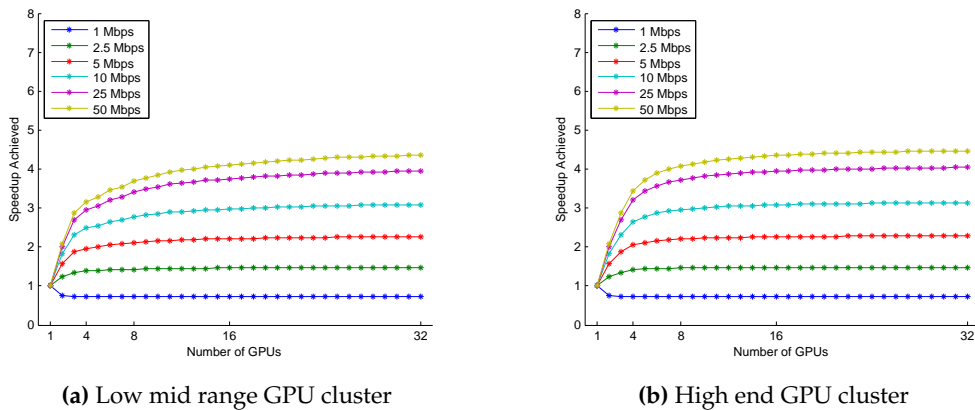 8
7
6
5
4
3
2
1
0
Speedup Achieved
1 Mbps
2.5 Mbps
5 Mbps
10 Mbps
25 Mbps
50 Mbps
1 4 8 16 32
Number of GPUs
(a) Low mid range GPU cluster
8
7
6
5
4
3
2
1
0
Speedup Achieved
1 Mbps
2.5 Mbps
5 Mbps
10 Mbps
25 Mbps
50 Mbps
1 4 8 16 32
Number of GPUs
(b) High end GPU cluster